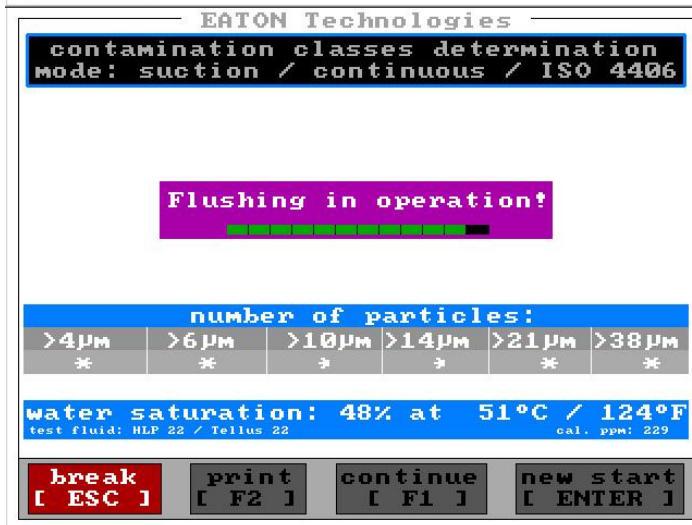 EATON Technologies
contamination classes determination
mode: suction / continuous / ISO 4406
Flushing in operation!
number of particles:
>4µm >6µm >10µm >14µm >21µm >38µm
* * * * * *
water saturation: 48% at 51°C / 124°F
test fluid: HLP 22 / Tellus 22 cal. ppm: 229
break print continue new start
[ ESC ] [ F2 ] [ F1 ] [ ENTER ]